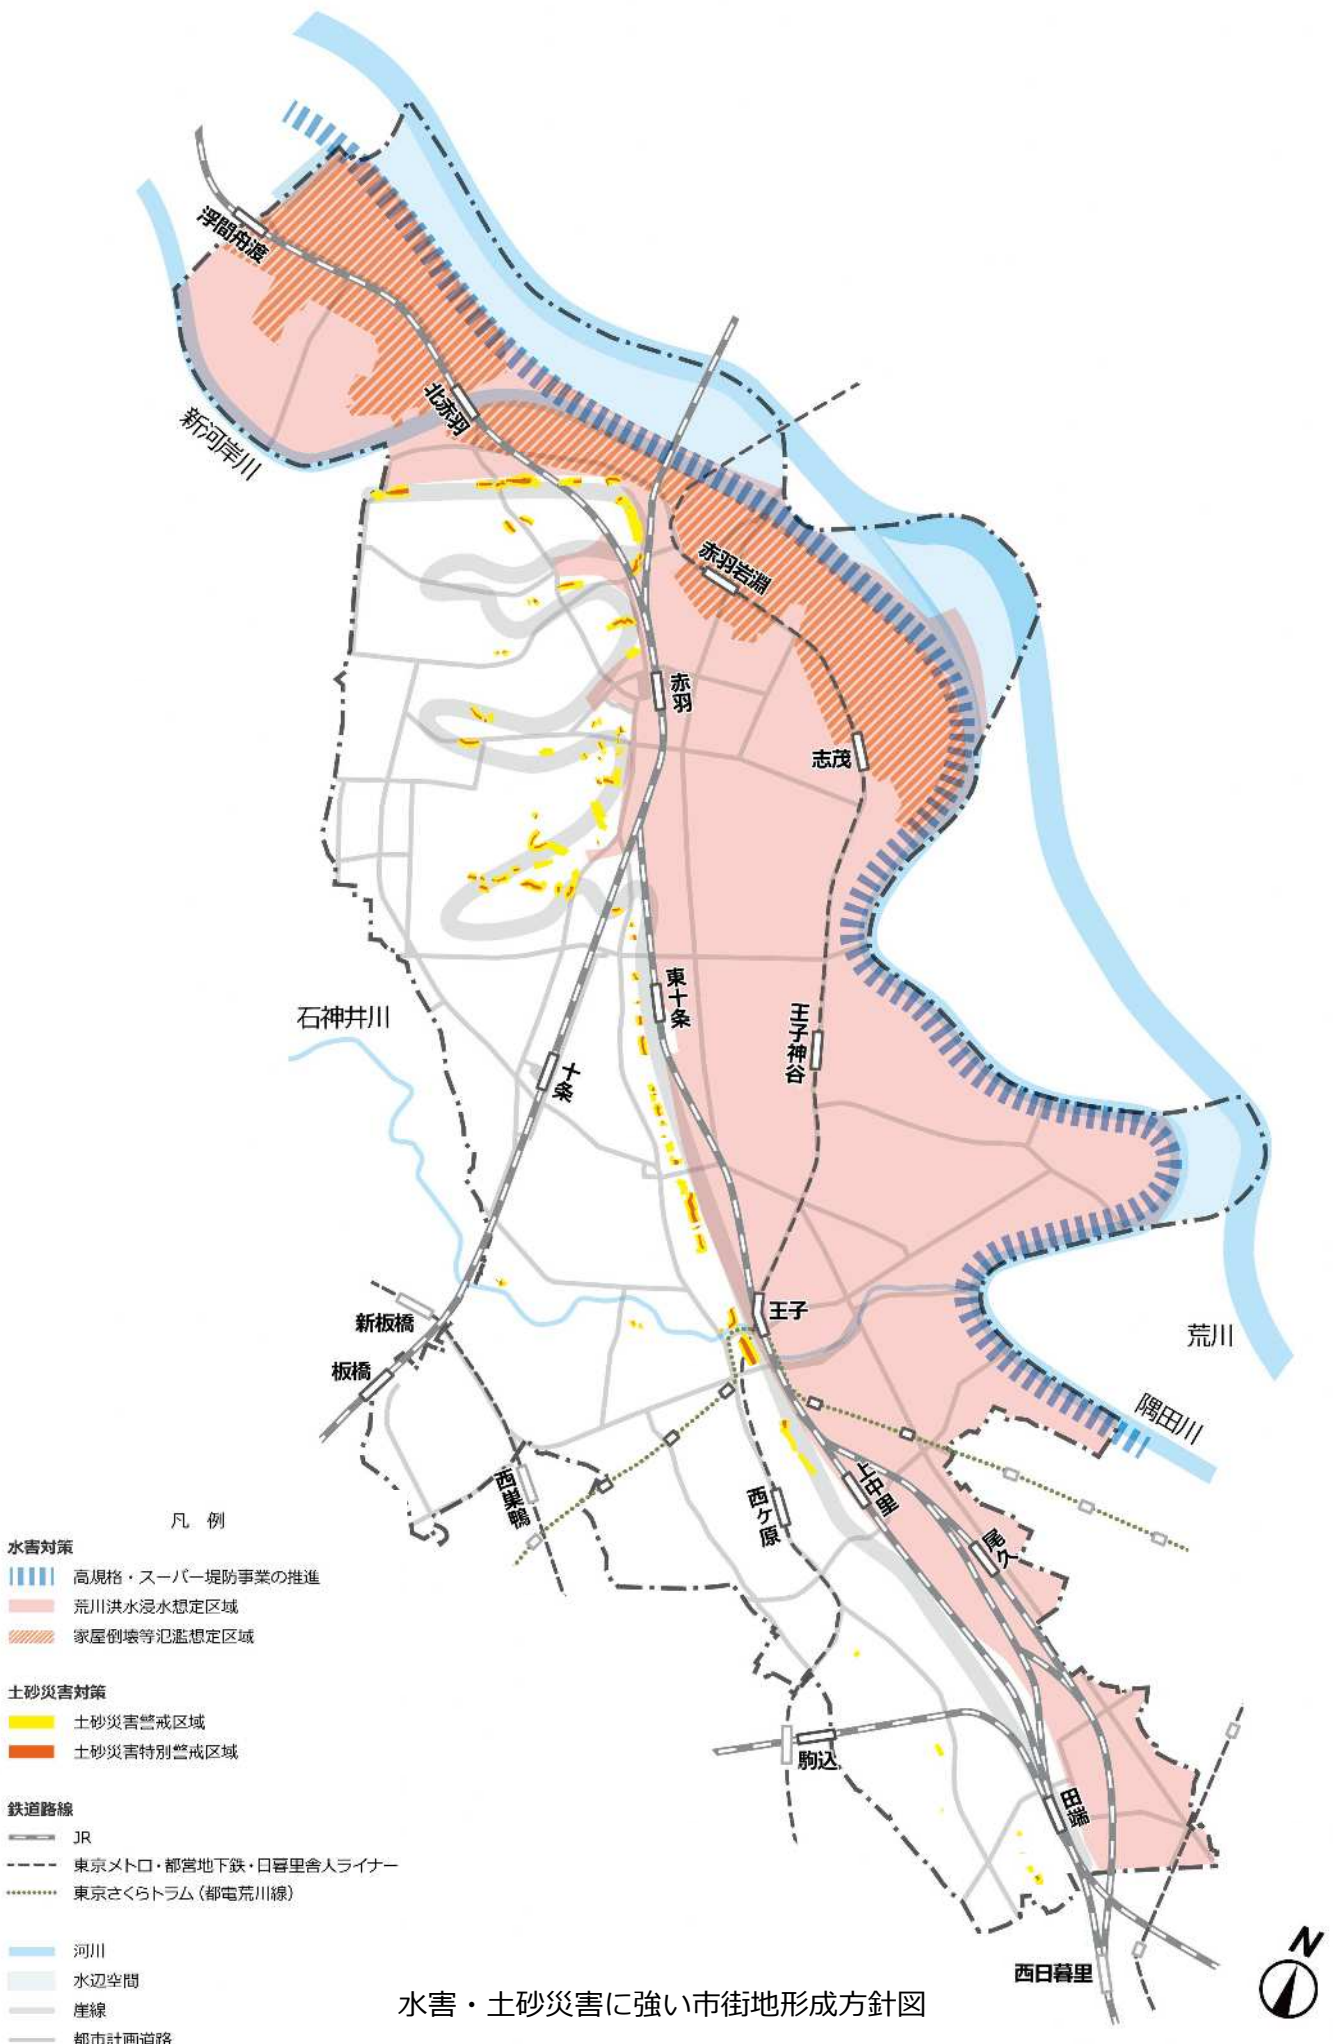 浮間舟渡
北赤羽
新河岸川
赤羽岩淵
赤羽
志茂
東十条
王子神谷
石神井川
十条
王子
新板橋
板橋
荒川
隅田川
西巣鴨
西ケ原
上中里
尾久
駒込
田端
西日暮里
凡 例
水害対策
高規格・スーパー堤防事業の推進
荒川洪水浸水想定区域
家屋倒壊等氾濫想定区域
土砂災害対策
土砂災害警戒区域
土砂災害特別警戒区域
鉄道路線
JR
東京メトロ・都営地下鉄・日暮里舎人ライナー
東京さくらトラム（都電荒川線）
河川
水辺空間
崖線
都市計画道路
N
水害・土砂災害に強い市街地形成方針図